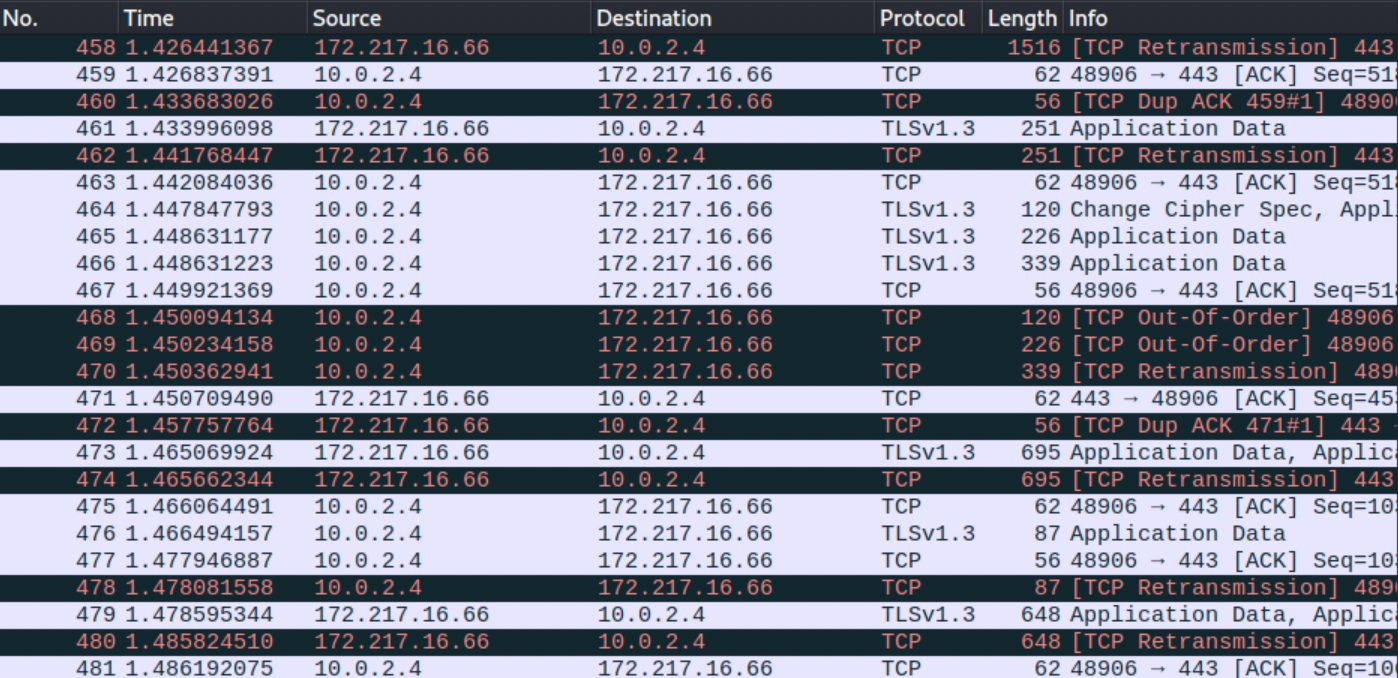 No. Time Source Destination Protocol Length Info
458 1.426441367 172.217.16.66 10.0.2.4 TCP 1516 [TCP Retransmission] 443
459 1.426837391 10.0.2.4 172.217.16.66 TCP 62 48906 → 443 [ACK] Seq=518
460 1.433683026 10.0.2.4 172.217.16.66 TCP 56 [TCP Dup ACK 459#1] 48906
461 1.433996098 172.217.16.66 10.0.2.4 TLSv1.3 251 Application Data
462 1.441768447 172.217.16.66 10.0.2.4 TCP 251 [TCP Retransmission] 443
463 1.442084036 10.0.2.4 172.217.16.66 TCP 62 48906 → 443 [ACK] Seq=518
464 1.447847793 10.0.2.4 172.217.16.66 TLSv1.3 120 Change Cipher Spec, Appl
465 1.448631177 10.0.2.4 172.217.16.66 TLSv1.3 226 Application Data
466 1.448631223 10.0.2.4 172.217.16.66 TLSv1.3 339 Application Data
467 1.449921369 10.0.2.4 172.217.16.66 TCP 56 48906 → 443 [ACK] Seq=518
468 1.450094134 10.0.2.4 172.217.16.66 TCP 120 [TCP Out-Of-Order] 48906
469 1.450234158 10.0.2.4 172.217.16.66 TCP 226 [TCP Out-Of-Order] 48906
470 1.450362941 10.0.2.4 172.217.16.66 TCP 339 [TCP Retransmission] 489
471 1.450709490 172.217.16.66 10.0.2.4 TCP 62 443 → 48906 [ACK] Seq=45
472 1.457757764 172.217.16.66 10.0.2.4 TCP 56 [TCP Dup ACK 471#1] 443
473 1.465069924 172.217.16.66 10.0.2.4 TLSv1.3 695 Application Data, Applic
474 1.465662344 172.217.16.66 10.0.2.4 TCP 695 [TCP Retransmission] 443
475 1.466064491 10.0.2.4 172.217.16.66 TCP 62 48906 → 443 [ACK] Seq=10
476 1.466494157 10.0.2.4 172.217.16.66 TLSv1.3 87 Application Data
477 1.477946887 10.0.2.4 172.217.16.66 TCP 56 48906 → 443 [ACK] Seq=10
478 1.478081558 10.0.2.4 172.217.16.66 TCP 87 [TCP Retransmission] 489
479 1.478595344 172.217.16.66 10.0.2.4 TLSv1.3 648 Application Data, Applic
480 1.485824510 172.217.16.66 10.0.2.4 TCP 648 [TCP Retransmission] 443
481 1.486192075 10.0.2.4 172.217.16.66 TCP 62 48906 → 443 [ACK] Seq=10